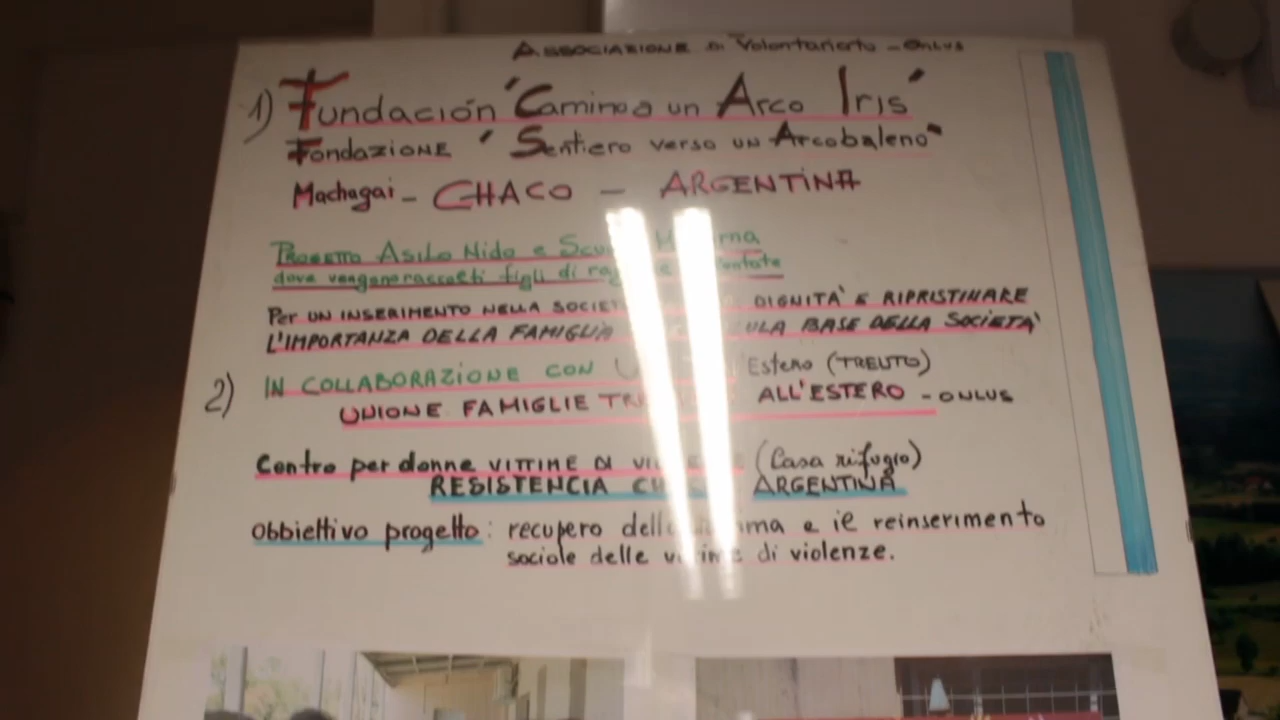 Associazione di Volontariato - ONLUS
1) Fundación "Camino a un Arco Iris"
Fondazione "Sentiero verso un Arcobaleno"
Machagai - CHACO - ARGENTINA
Progetto Asilo Nido e
dove vengono raccolti figli di
Per UN INSERIMENTO NELLA DIGNITÀ E RIPRISTINARE
L'IMPORTANZA DELLA FAMIGLIA BASE DELLA SOCIETÀ
2) IN COLLABORAZIONE CON Estero (TRENTO)
UNIONE FAMIGLIE ALL'ESTERO - ONLUS
Centro per donne VITTIME DI (Casa rifugio)
RESISTENCIA ARGENTINA
Obbiettivo progetto: recupero e il reinserimento
sociale delle di violenze.